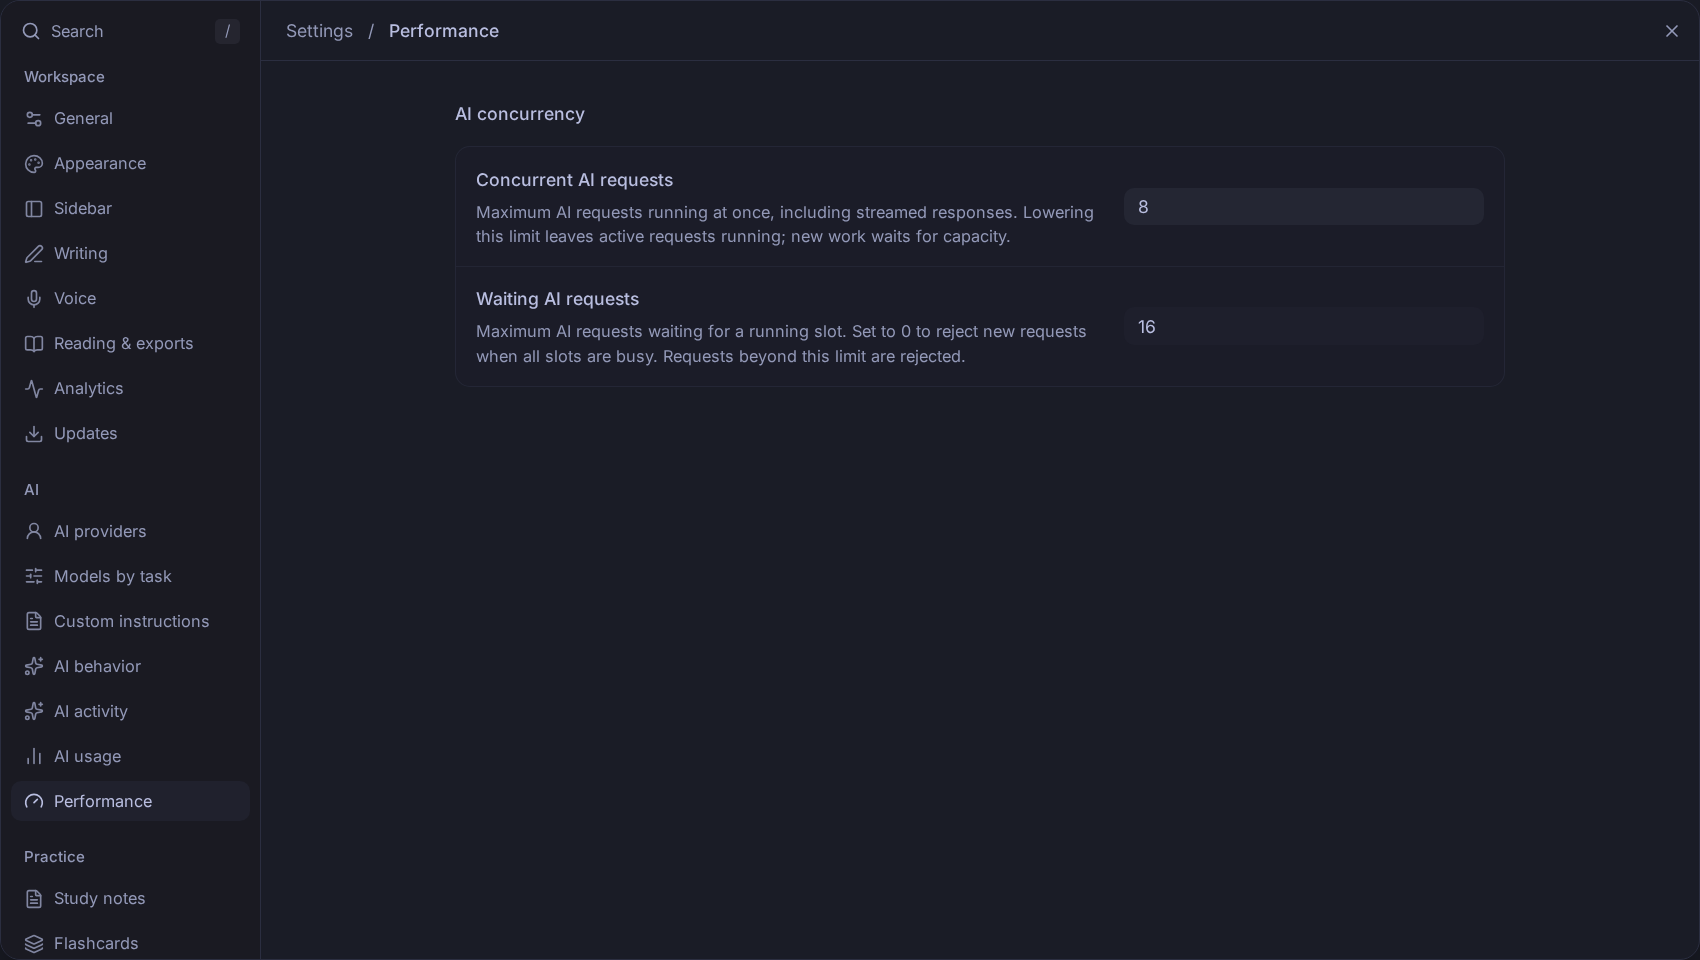 Search /
Workspace
General
Appearance
Sidebar
Writing
Voice
Reading & exports
Analytics
Updates
AI
AI providers
Models by task
Custom instructions
AI behavior
AI activity
AI usage
Performance
Practice
Study notes
Flashcards
Settings / Performance
AI concurrency
Concurrent AI requests
Maximum AI requests running at once, including streamed responses. Lowering
this limit leaves active requests running; new work waits for capacity.
8
Waiting AI requests
Maximum AI requests waiting for a running slot. Set to 0 to reject new requests
when all slots are busy. Requests beyond this limit are rejected.
16